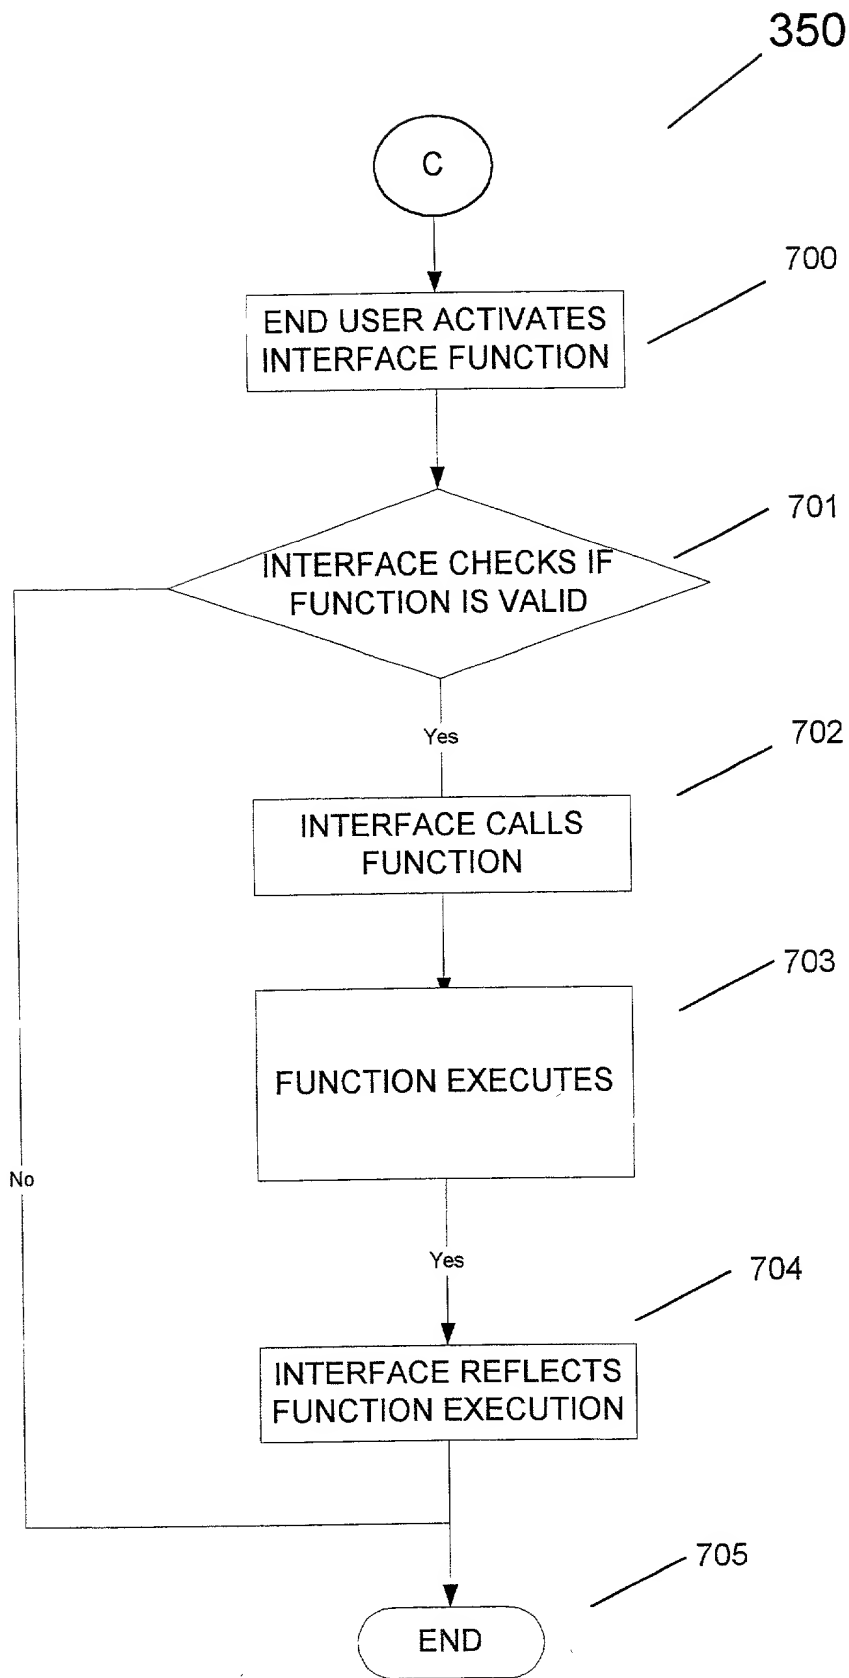 350
C
700
END USER ACTIVATES
INTERFACE FUNCTION
701
INTERFACE CHECKS IF
FUNCTION IS VALID
Yes
702
INTERFACE CALLS
FUNCTION
703
FUNCTION EXECUTES
No
Yes
704
INTERFACE REFLECTS
FUNCTION EXECUTION
705
END